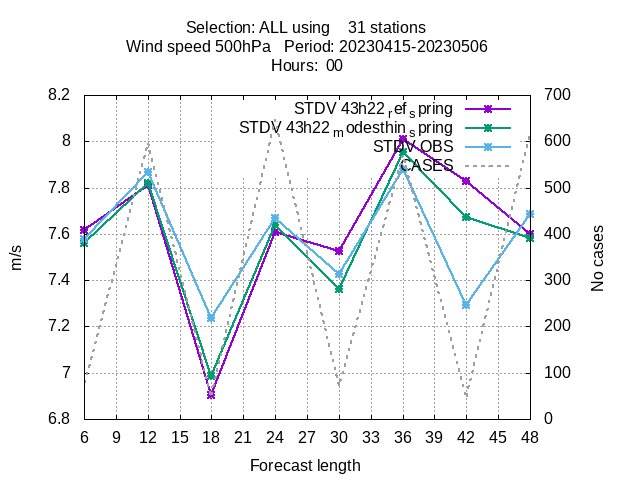 Selection: ALL using 31 stations
Wind speed 500hPa Period: 20230415-20230506
Hours: 00
8.2
8
7.8
7.6
7.4
7.2
7
6.8
m/s
STDV 43h22 ref spring
STDV 43h22 modesthin spring
STDV OBS
CASES
700
600
500
400
300
200
100
0
No cases
6 9 12 15 18 21 24 27 30 33 36 39 42 45 48
Forecast length